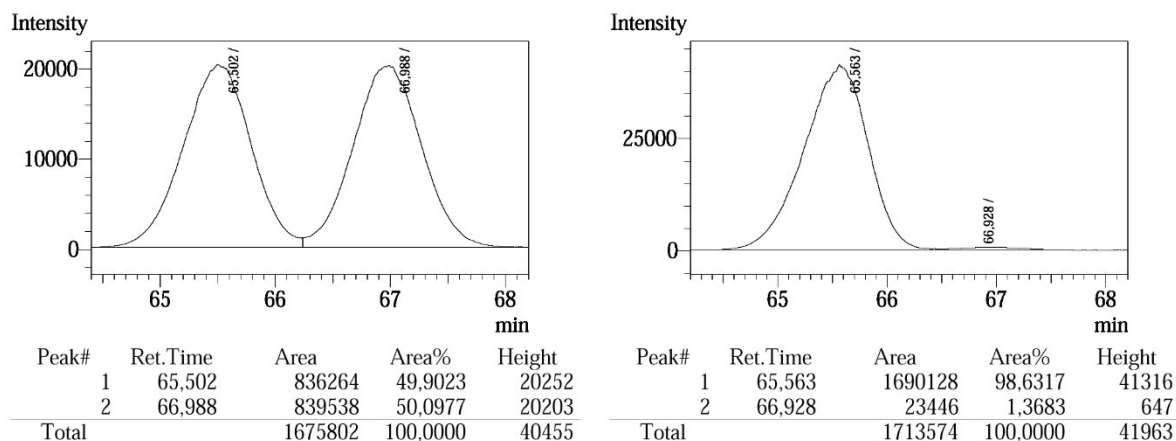 Intensity
65,502 /
66,988 /
20000
10000
0
65 66 67 68
min
Peak# Ret.Time Area Area% Height
1 65,502 836264 49,9023 20252
2 66,988 839538 50,0977 20203
Total 1675802 100,0000 40455
Intensity
65,563 /
66,928 /
25000
0
65 66 67 68
min
Peak# Ret.Time Area Area% Height
1 65,563 1690128 98,6317 41316
2 66,928 23446 1,3683 647
Total 1713574 100,0000 41963